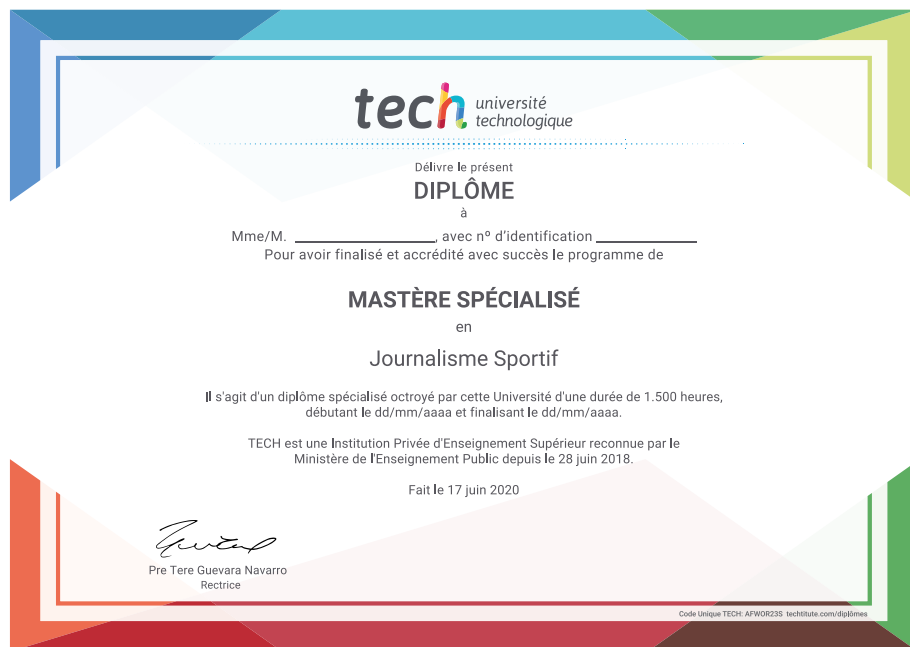 tech université
technologique
Délivre le présent
DIPLÔME
à
Mme/M. ____________________, avec nº d'identification _______________
Pour avoir finalisé et accrédité avec succès le programme de
MASTÈRE SPÉCIALISÉ
en
Journalisme Sportif
Il s'agit d'un diplôme spécialisé octroyé par cette Université d'une durée de 1.500 heures,
débutant le dd/mm/aaaa et finalisant le dd/mm/aaaa.
TECH est une Institution Privée d'Enseignement Supérieur reconnue par le
Ministère de l'Enseignement Public depuis le 28 juin 2018.
Fait le 17 juin 2020
Pre Tere Guevara Navarro
Rectrice
Code Unique TECH: AFWOR23S techtitute.com/diplômes